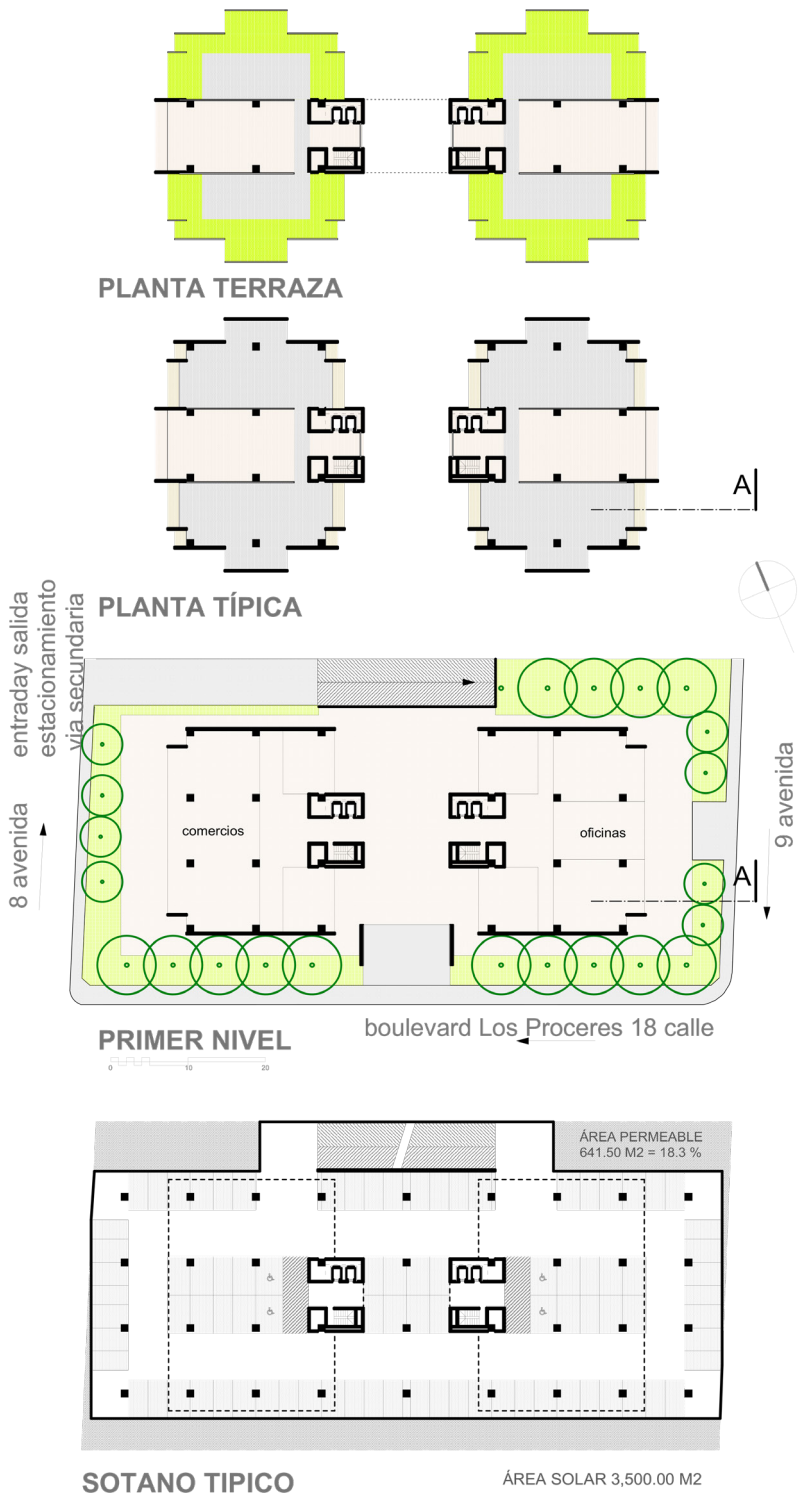 PLANTA TERRAZA
A
PLANTA TÍPICA
entraday salida
estacionamiento
via secundaria
8 avenida
comercios
oficinas
9 avenida
A
boulevard Los Proceres 18 calle
PRIMER NIVEL
0 10 20
ÁREA PERMEABLE
641.50 M2 = 18.3 %
SOTANO TIPICO
ÁREA SOLAR 3,500.00 M2